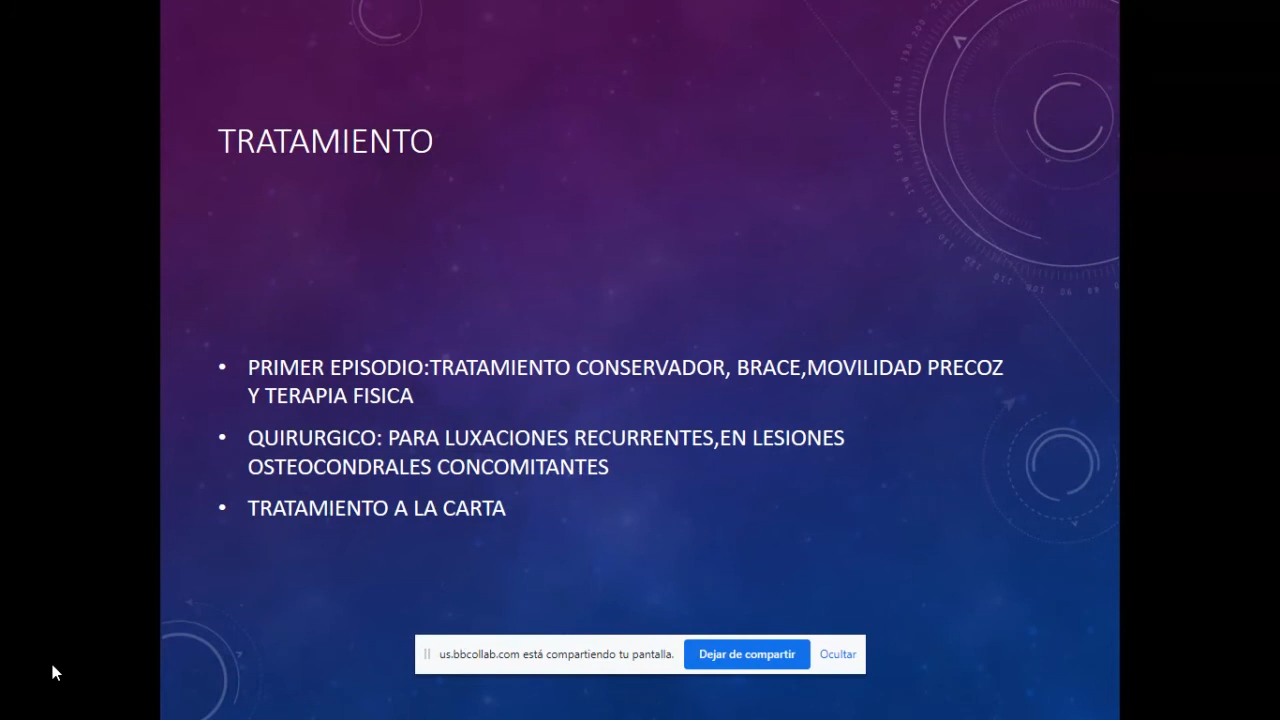 TRATAMIENTO
• PRIMER EPISODIO:TRATAMIENTO CONSERVADOR, BRACE,MOVILIDAD PRECOZ
Y TERAPIA FISICA
• QUIRURGICO: PARA LUXACIONES RECURRENTES,EN LESIONES
OSTEOCONDRALES CONCOMITANTES
• TRATAMIENTO A LA CARTA
us.bbcollab.com está compartiendo tu pantalla. Dejar de compartir Ocultar